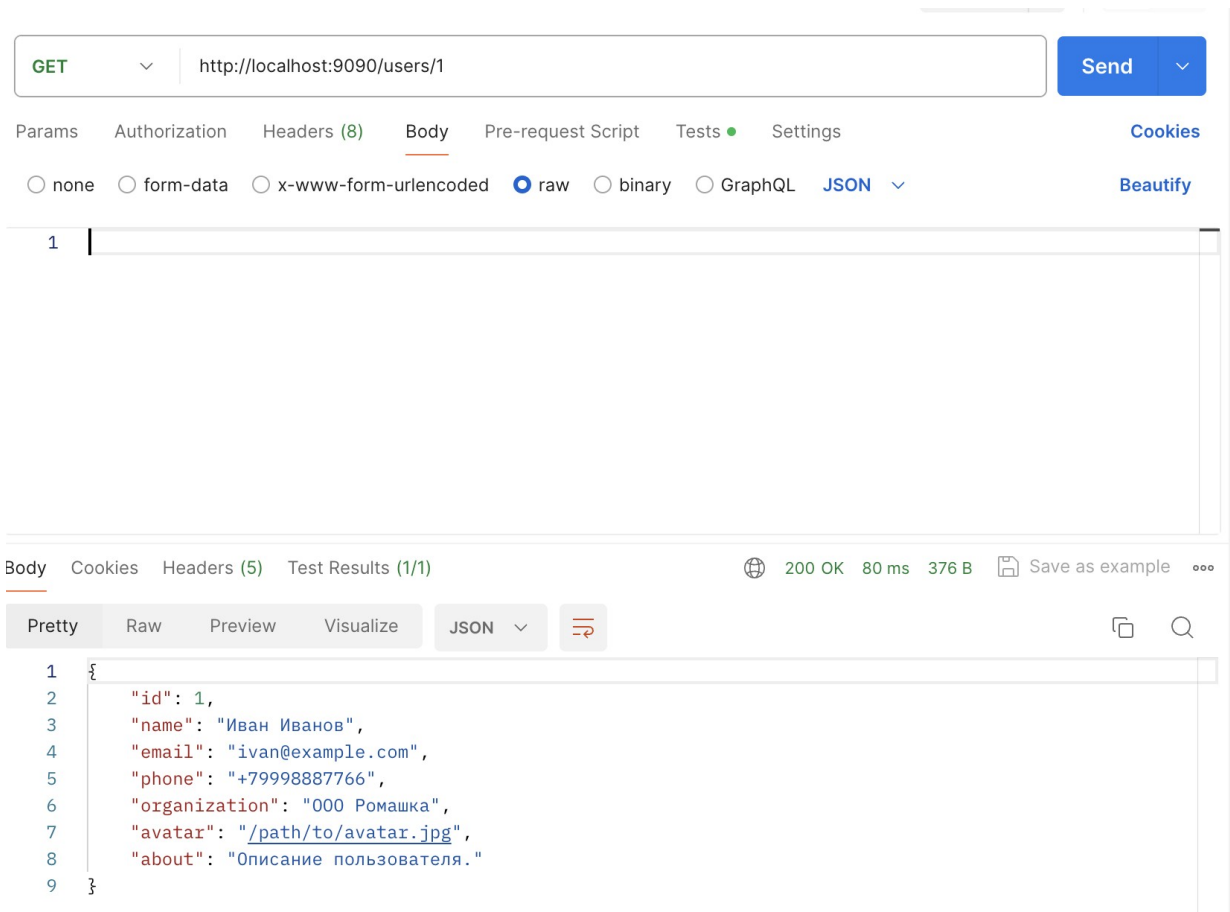 GET http://localhost:9090/users/1 Send
Params Authorization Headers (8) Body Pre-request Script Tests Settings Cookies
none form-data x-www-form-urlencoded raw binary GraphQL JSON Beautify
1
Body Cookies Headers (5) Test Results (1/1) 200 OK 80 ms 376 B Save as example
Pretty Raw Preview Visualize JSON
1 {
2 "id": 1,
3 "name": "Иван Иванов",
4 "email": "ivan@example.com",
5 "phone": "+79998887766",
6 "organization": "ООО Ромашка",
7 "avatar": "/path/to/avatar.jpg",
8 "about": "Описание пользователя."
9 }